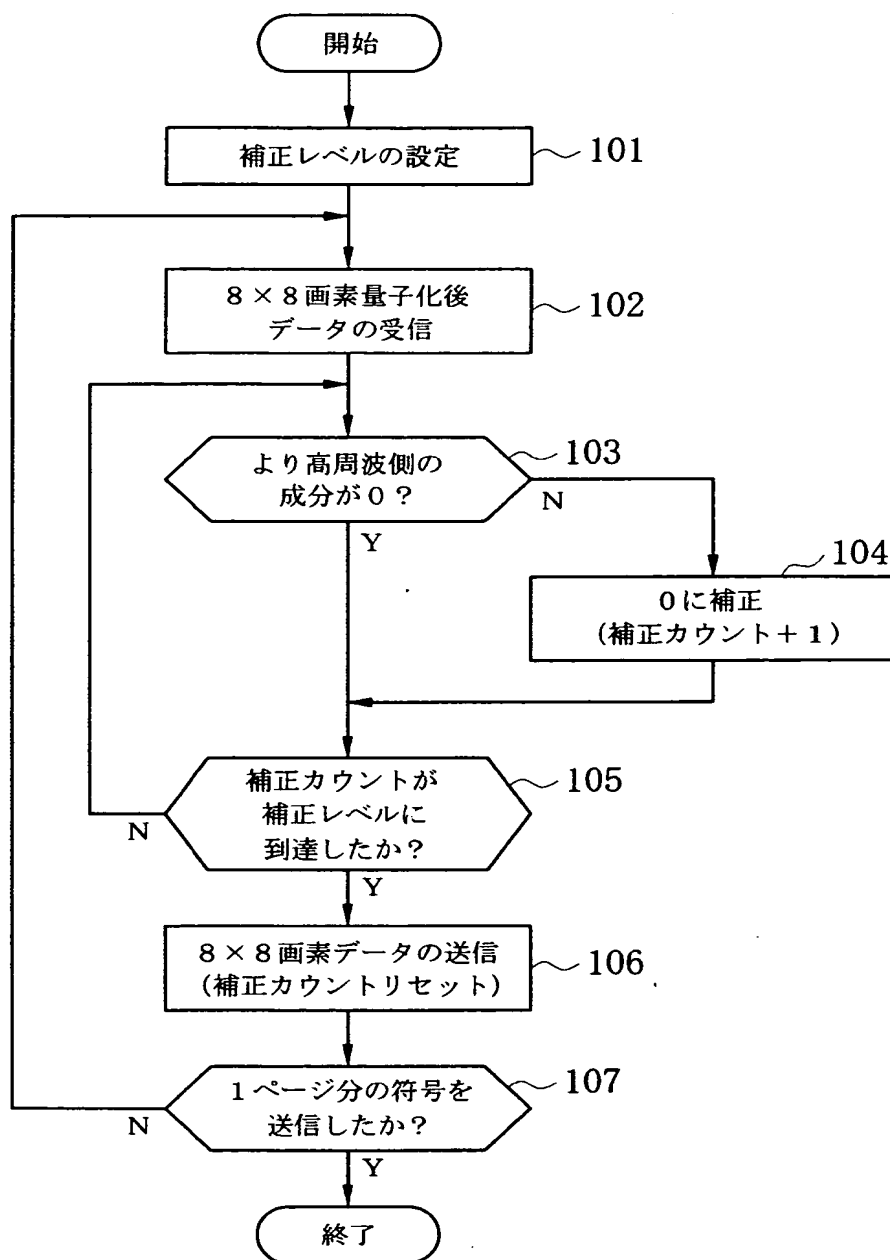 開始
補正レベルの設定
101
8×8画素量子化後
データの受信
102
より高周波側の
成分が0?
103
N
Y
104
0に補正
(補正カウント+1)
補正カウントが
補正レベルに
到達したか?
105
N
Y
8×8画素データの送信
(補正カウントリセット)
106
1ページ分の符号を
送信したか?
107
N
Y
終了